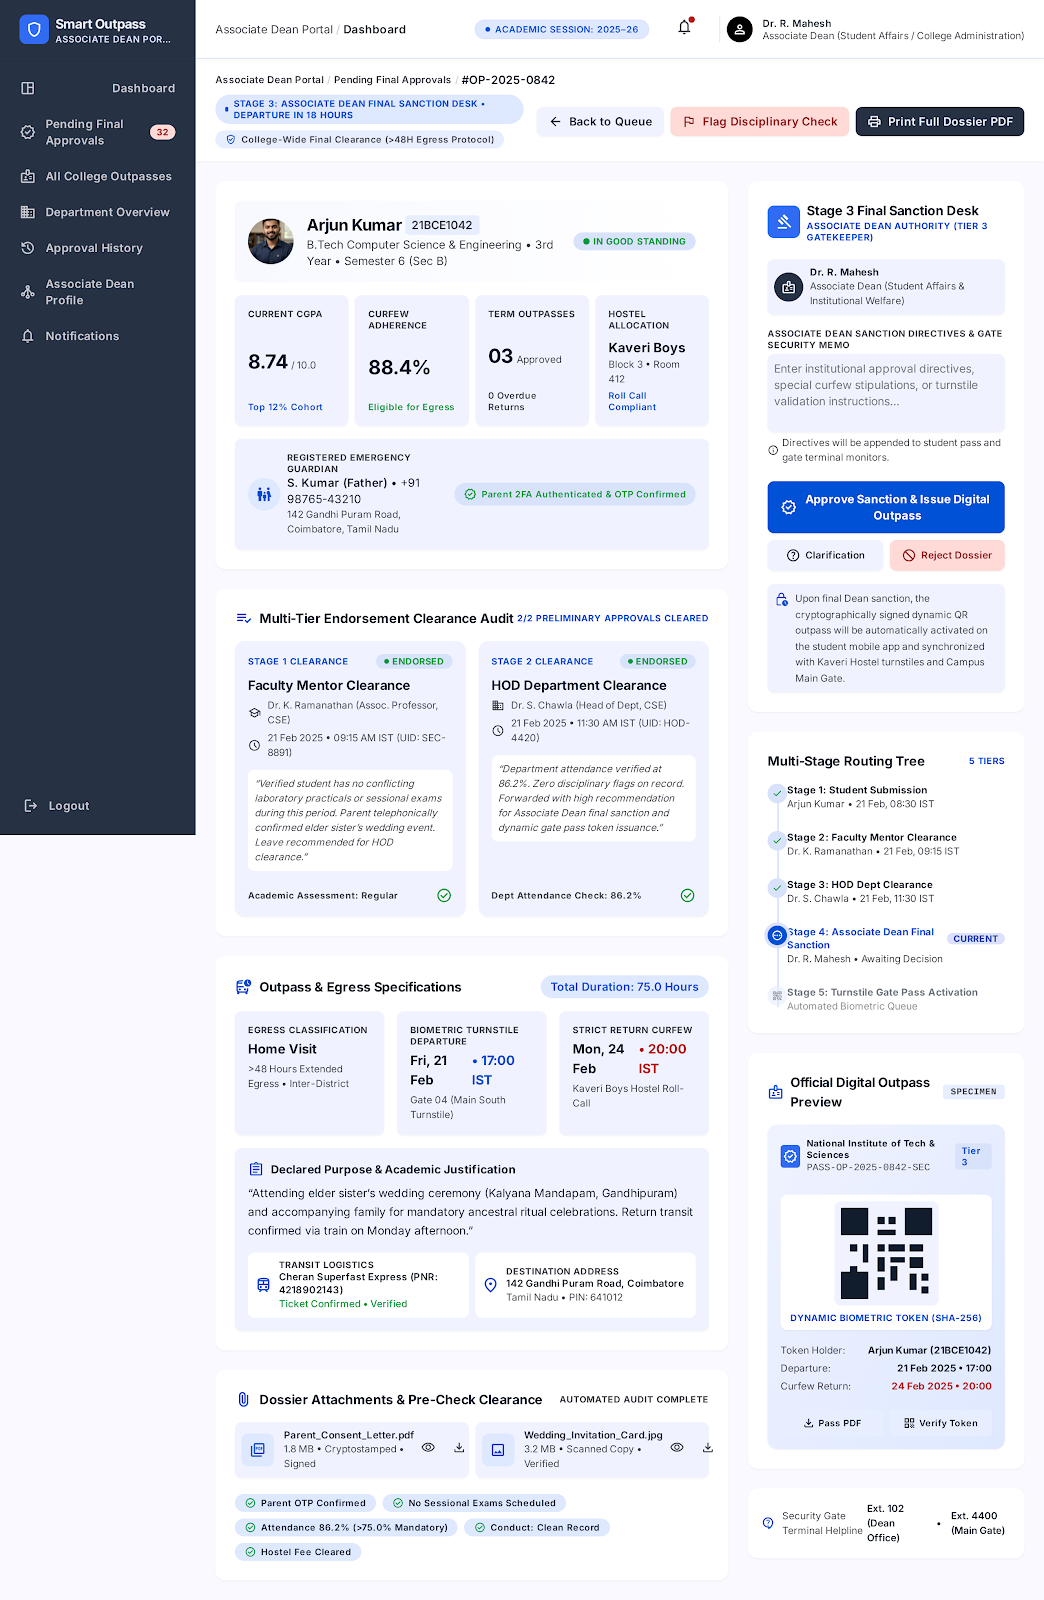 Smart Outpass
ASSOCIATE DEAN POR...
Dashboard
Pending Final
Approvals
32
All College Outpasses
Department Overview
Approval History
Associate Dean
Profile
Notifications
Logout
Associate Dean Portal / Dashboard
ACADEMIC SESSION: 2025–26
Dr. R. Mahesh
Associate Dean (Student Affairs / College Administration)
Associate Dean Portal / Pending Final Approvals / #OP-2025-0842
STAGE 3: ASSOCIATE DEAN FINAL SANCTION DESK •
DEPARTURE IN 18 HOURS
College-Wide Final Clearance (>48H Egress Protocol)
Back to Queue
Flag Disciplinary Check
Print Full Dossier PDF
Arjun Kumar 21BCE1042
B.Tech Computer Science & Engineering • 3rd
Year • Semester 6 (Sec B)
IN GOOD STANDING
CURRENT CGPA
8.74 / 10.0
Top 12% Cohort
CURFEW
ADHERENCE
88.4%
Eligible for Egress
TERM OUTPASSES
03 Approved
0 Overdue
Returns
HOSTEL
ALLOCATION
Kaveri Boys
Block 3 • Room
412
Roll Call
Compliant
REGISTERED EMERGENCY
GUARDIAN
S. Kumar (Father) • +91
98765-43210
142 Gandhi Puram Road,
Coimbatore, Tamil Nadu
Parent 2FA Authenticated & OTP Confirmed
Multi-Tier Endorsement Clearance Audit 2/2 PRELIMINARY APPROVALS CLEARED
STAGE 1 CLEARANCE
ENDORSED
Faculty Mentor Clearance
Dr. K. Ramanathan (Assoc. Professor,
CSE)
21 Feb 2025 • 09:15 AM IST (UID: SEC-
8891)
“Verified student has no conflicting
laboratory practicals or sessional exams
during this period. Parent telephonically
confirmed elder sister’s wedding event.
Leave recommended for HOD
clearance.”
Academic Assessment: Regular
STAGE 2 CLEARANCE
ENDORSED
HOD Department Clearance
Dr. S. Chawla (Head of Dept, CSE)
21 Feb 2025 • 11:30 AM IST (UID: HOD-
4420)
“Department attendance verified at
86.2%. Zero disciplinary flags on record.
Forwarded with high recommendation
for Associate Dean final sanction and
dynamic gate pass token issuance.”
Dept Attendance Check: 86.2%
Outpass & Egress Specifications
Total Duration: 75.0 Hours
EGRESS CLASSIFICATION
Home Visit
>48 Hours Extended
Egress • Inter-District
BIOMETRIC TURNSTILE
DEPARTURE
Fri, 21 • 17:00
Feb IST
Gate 04 (Main South
Turnstile)
STRICT RETURN CURFEW
Mon, 24 • 20:00
Feb IST
Kaveri Boys Hostel Roll-
Call
Declared Purpose & Academic Justification
“Attending elder sister’s wedding ceremony (Kalyana Mandapam, Gandhipuram)
and accompanying family for mandatory ancestral ritual celebrations. Return transit
confirmed via train on Monday afternoon.”
TRANSIT LOGISTICS
Cheran Superfast Express (PNR:
4218902143)
Ticket Confirmed • Verified
DESTINATION ADDRESS
142 Gandhi Puram Road, Coimbatore
Tamil Nadu • PIN: 641012
Dossier Attachments & Pre-Check Clearance
AUTOMATED AUDIT COMPLETE
PDF
Parent_Consent_Letter.pdf
1.8 MB • Cryptostamped •
Signed
Wedding_Invitation_Card.jpg
3.2 MB • Scanned Copy •
Verified
Parent OTP Confirmed
No Sessional Exams Scheduled
Attendance 86.2% (>75.0% Mandatory)
Conduct: Clean Record
Hostel Fee Cleared
Stage 3 Final Sanction Desk
ASSOCIATE DEAN AUTHORITY (TIER 3
GATEKEEPER)
Dr. R. Mahesh
Associate Dean (Student Affairs &
Institutional Welfare)
ASSOCIATE DEAN SANCTION DIRECTIVES & GATE
SECURITY MEMO
Enter institutional approval directives,
special curfew stipulations, or turnstile
validation instructions...
Directives will be appended to student pass and
gate terminal monitors.
Approve Sanction & Issue Digital
Outpass
Clarification
Reject Dossier
Upon final Dean sanction, the
cryptographically signed dynamic QR
outpass will be automatically activated on
the student mobile app and synchronized
with Kaveri Hostel turnstiles and Campus
Main Gate.
Multi-Stage Routing Tree
5 TIERS
Stage 1: Student Submission
Arjun Kumar • 21 Feb, 08:30 IST
Stage 2: Faculty Mentor Clearance
Dr. K. Ramanathan • 21 Feb, 09:15 IST
Stage 3: HOD Dept Clearance
Dr. S. Chawla • 21 Feb, 11:30 IST
Stage 4: Associate Dean Final
Sanction
CURRENT
Dr. R. Mahesh • Awaiting Decision
Stage 5: Turnstile Gate Pass Activation
Automated Biometric Queue
Official Digital Outpass
Preview
SPECIMEN
National Institute of Tech &
Sciences
PASS-OP-2025-0842-SEC
Tier
3
DYNAMIC BIOMETRIC TOKEN (SHA-256)
Token Holder: Arjun Kumar (21BCE1042)
Departure: 21 Feb 2025 • 17:00
Curfew Return: 24 Feb 2025 • 20:00
Pass PDF
Verify Token
Security Gate
Terminal Helpline
Ext. 102
(Dean
Office)
•
Ext. 4400
(Main Gate)